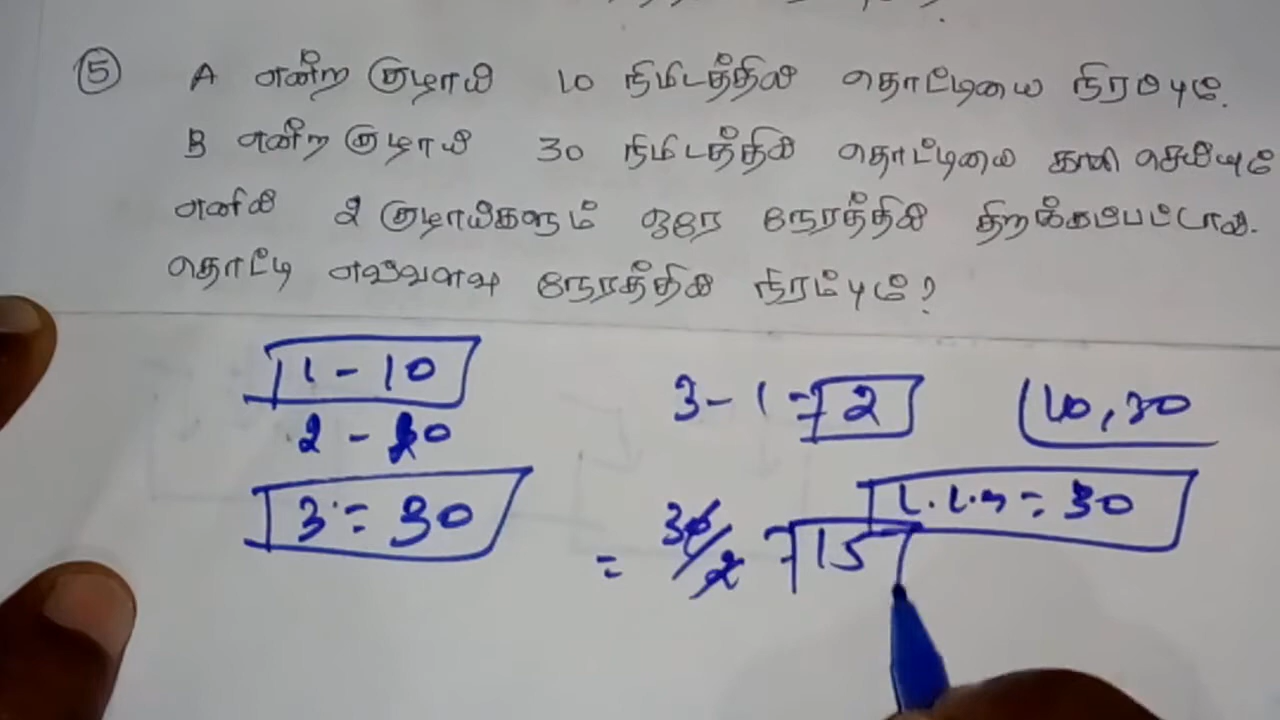 ⑤ A என்ற குழாய் 10 நிமிடத்தில் தொட்டியை நிரம்பும்.
B என்ற குழாய் 30 நிமிடத்தில் தொட்டியை காலி செய்யும்
எனில் 2 குழாய்களும் ஒரே நேரத்தில் திறக்கப்பட்டால்.
தொட்டி எவ்வளவு நேரத்தில் நிரம்பும்?
1 - 10
2 - 20
3 = 30
3 - 1 = 2
= 30/2 = 15
10, 30
L.C.M = 30